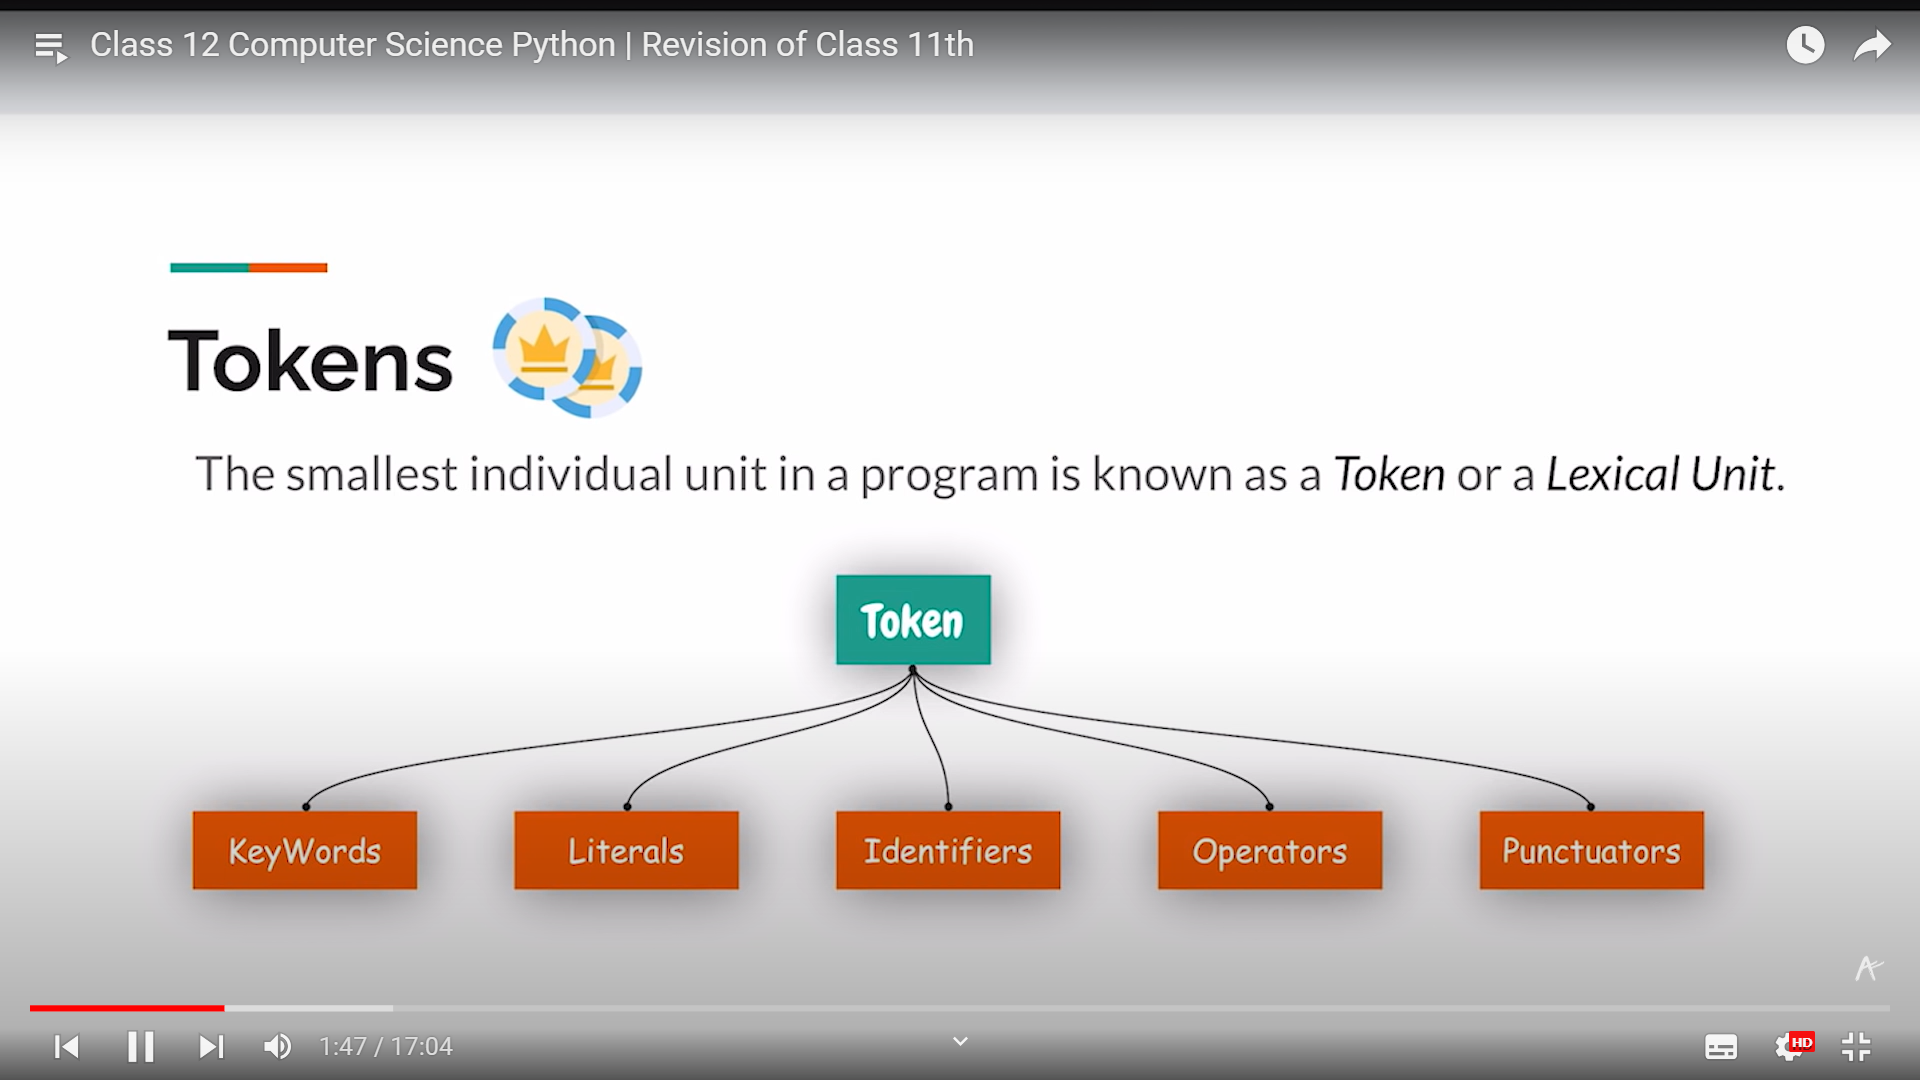 Class 12 Computer Science Python | Revision of Class 11th
Tokens
The smallest individual unit in a program is known as a Token or a Lexical Unit.
Token
KeyWords Literals Identifiers Operators Punctuators
1:47 / 17:04
HD